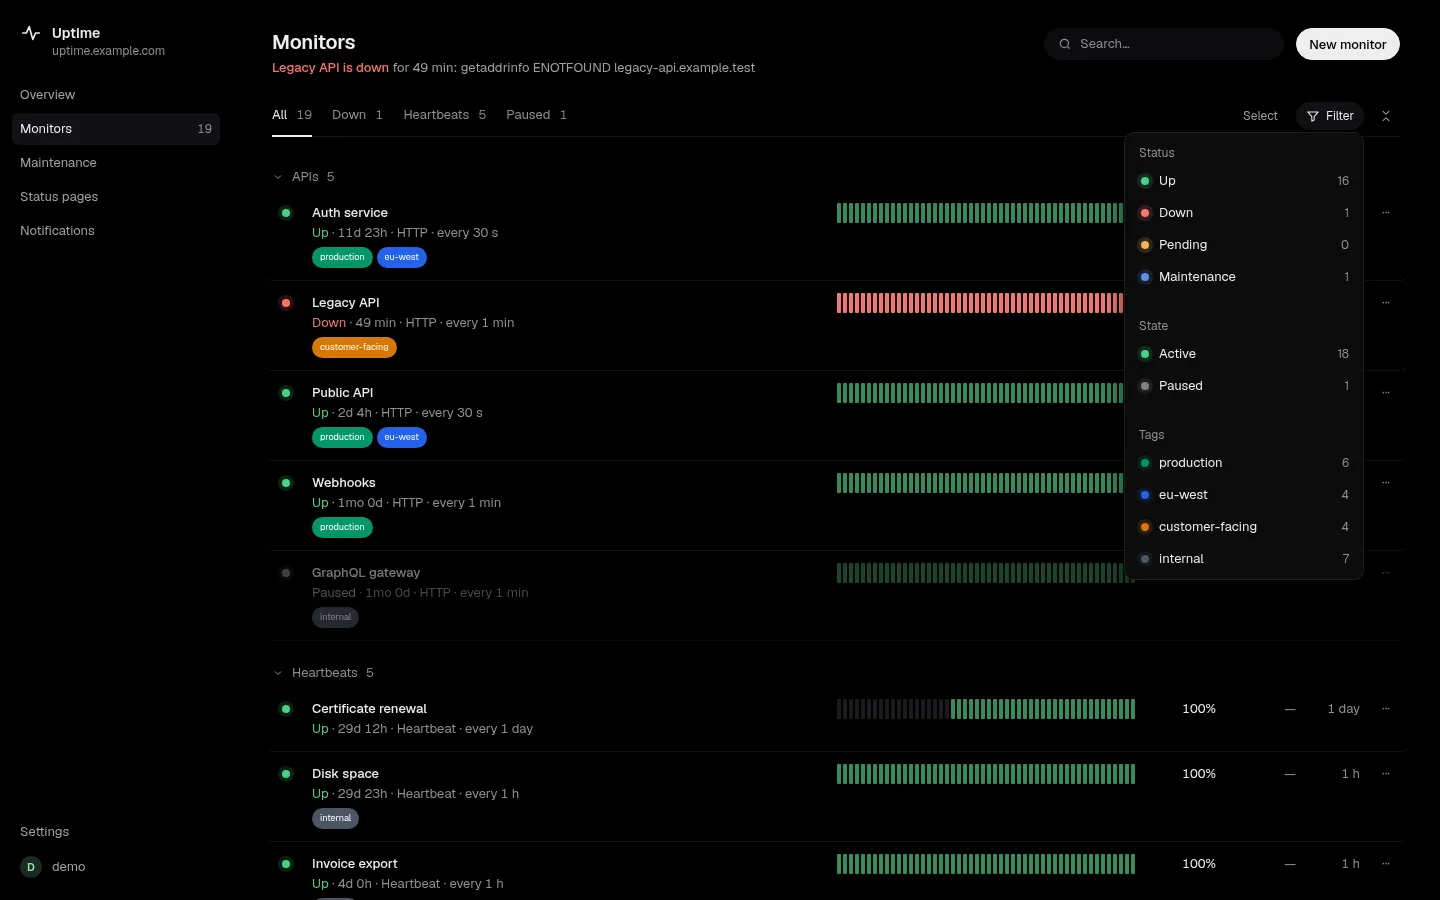 Uptime
uptime.example.com
Overview
Monitors 19
Maintenance
Status pages
Notifications
Settings
D demo
Monitors
Legacy API is down for 49 min: getaddrinfo ENOTFOUND legacy-api.example.test
Search…
New monitor
All 19 Down 1 Heartbeats 5 Paused 1
Select Filter
Status
Up 16
Down 1
Pending 0
Maintenance 1
State
Active 18
Paused 1
Tags
production 6
eu-west 4
customer-facing 4
internal 7
APIs 5
Auth service
Up · 11d 23h · HTTP · every 30 s
production eu-west
Legacy API
Down · 49 min · HTTP · every 1 min
customer-facing
Public API
Up · 2d 4h · HTTP · every 30 s
production eu-west
Webhooks
Up · 1mo 0d · HTTP · every 1 min
production
GraphQL gateway
Paused · 1mo 0d · HTTP · every 1 min
internal
Heartbeats 5
Certificate renewal 100% — 1 day
Up · 29d 12h · Heartbeat · every 1 day
Disk space 100% — 1 h
Up · 29d 23h · Heartbeat · every 1 h
internal
Invoice export 100% — 1 h
Up · 4d 0h · Heartbeat · every 1 h